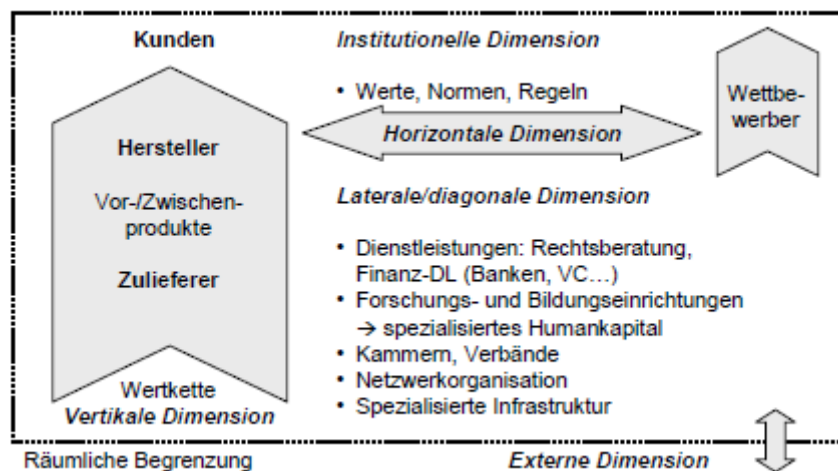 Kunden
Hersteller
Vor-/Zwischen-
produkte
Zulieferer
Wertkette
Vertikale Dimension
Institutionelle Dimension
• Werte, Normen, Regeln
Horizontale Dimension
Wettbe-
werber
Laterale/diagonale Dimension
• Dienstleistungen: Rechtsberatung,
Finanz-DL (Banken, VC…)
• Forschungs- und Bildungseinrichtungen
→ spezialisiertes Humankapital
• Kammern, Verbände
• Netzwerkorganisation
• Spezialisierte Infrastruktur
Räumliche Begrenzung
Externe Dimension